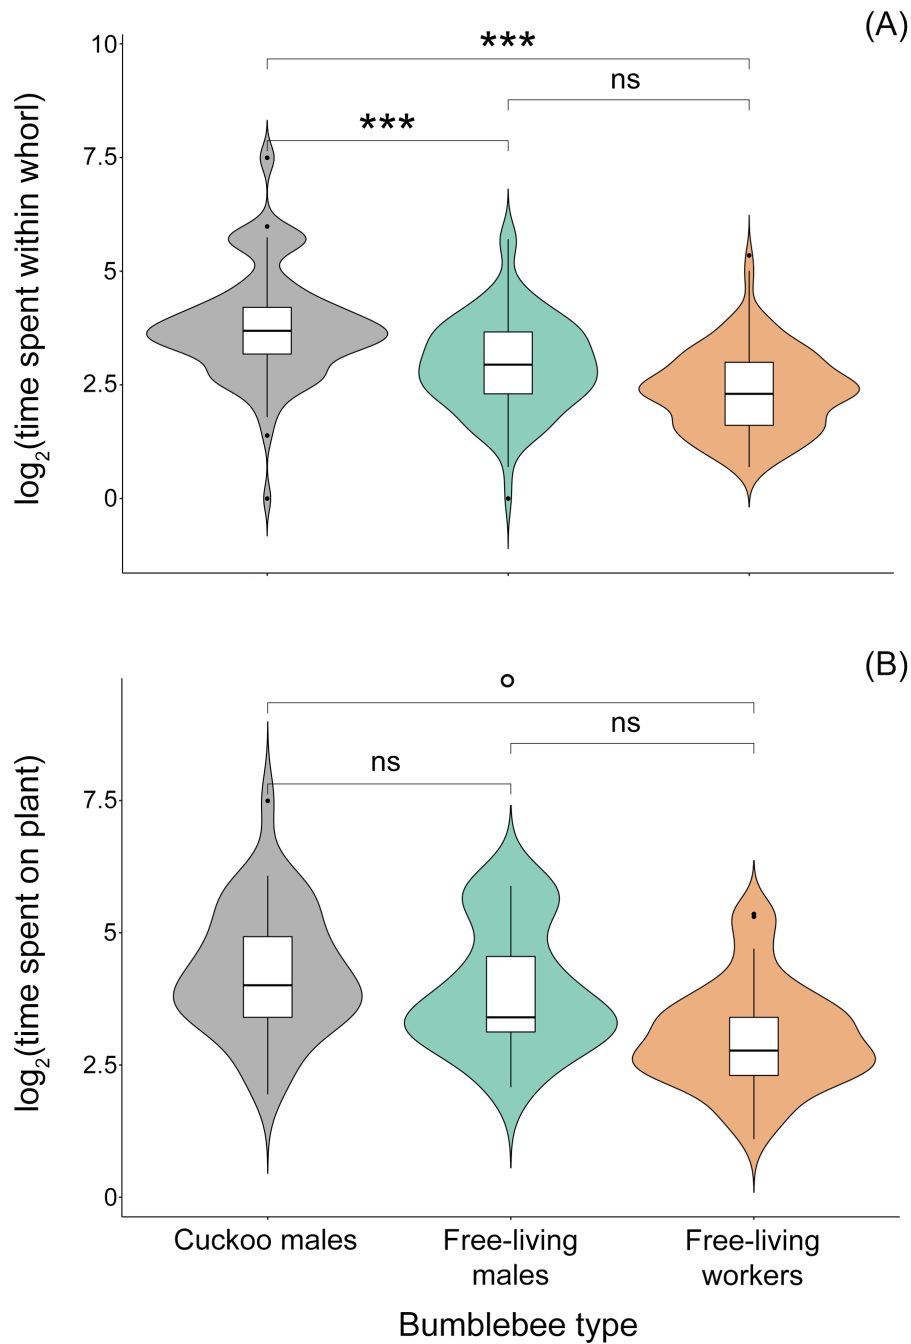 (A)
10
***
ns
***
7.5
5
2.5
0
log₂(time spent within whorl)
(B)
°
ns
ns
7.5
5
2.5
0
log₂(time spent on plant)
Cuckoo males
Free-living
males
Free-living
workers
Bumblebee type